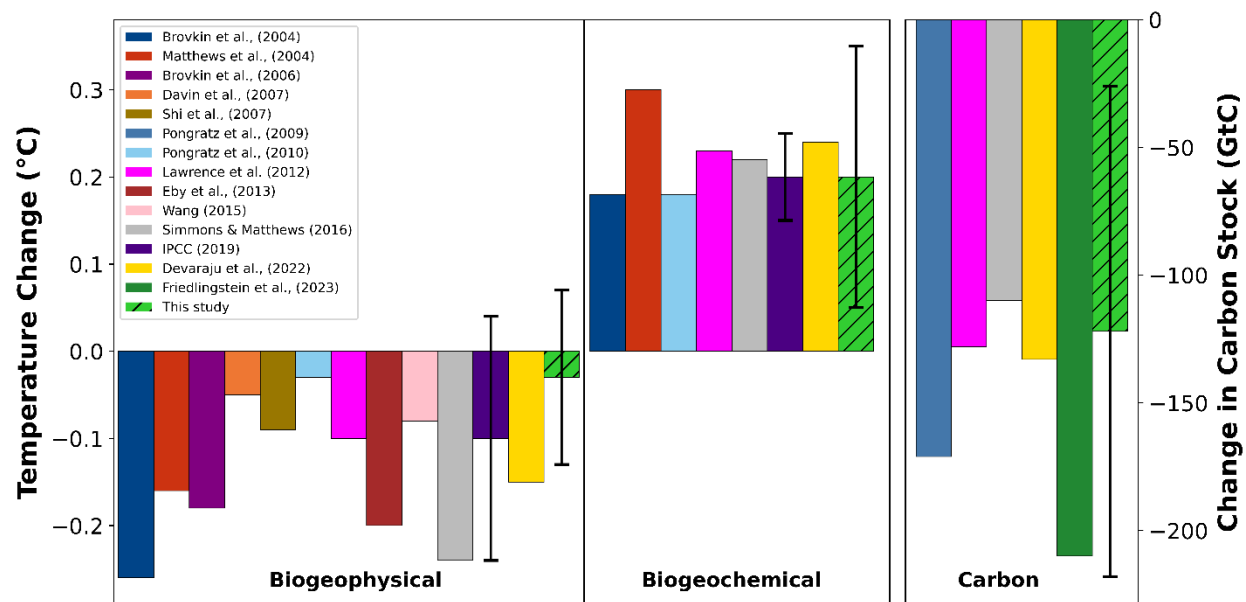 Brovkin et al., (2004)
Matthews et al., (2004)
Brovkin et al., (2006)
Davin et al., (2007)
Shi et al., (2007)
Pongratz et al., (2009)
Pongratz et al., (2010)
Lawrence et al. (2012)
Eby et al., (2013)
Wang (2015)
Simmons & Matthews (2016)
IPCC (2019)
Devaraju et al., (2022)
Friedlingstein et al., (2023)
This study
Temperature Change (°C)
0.3
0.2
0.1
0.0
−0.1
−0.2
Biogeophysical
Biogeochemical
Carbon
0
−50
−100
−150
−200
Change in Carbon Stock (GtC)